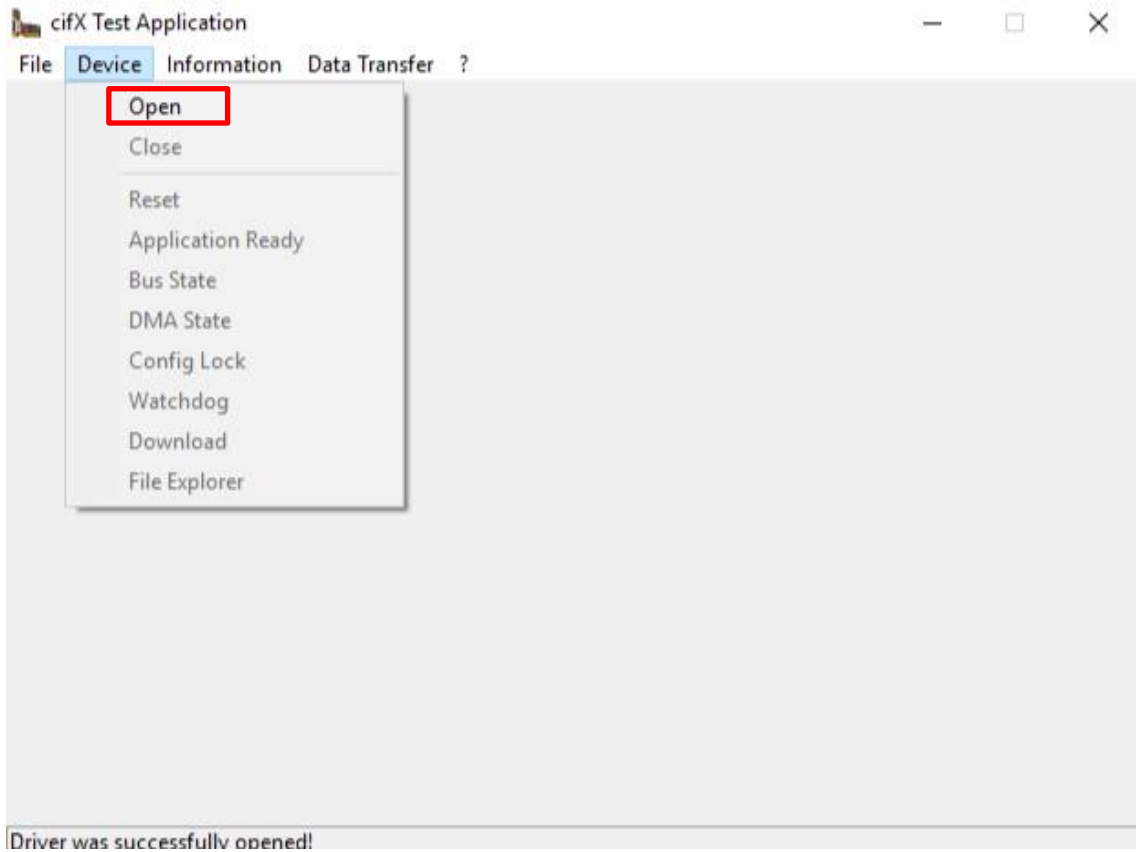 cifX Test Application
File Device Information Data Transfer ?
Open
Close
Reset
Application Ready
Bus State
DMA State
Config Lock
Watchdog
Download
File Explorer
Driver was successfully opened!